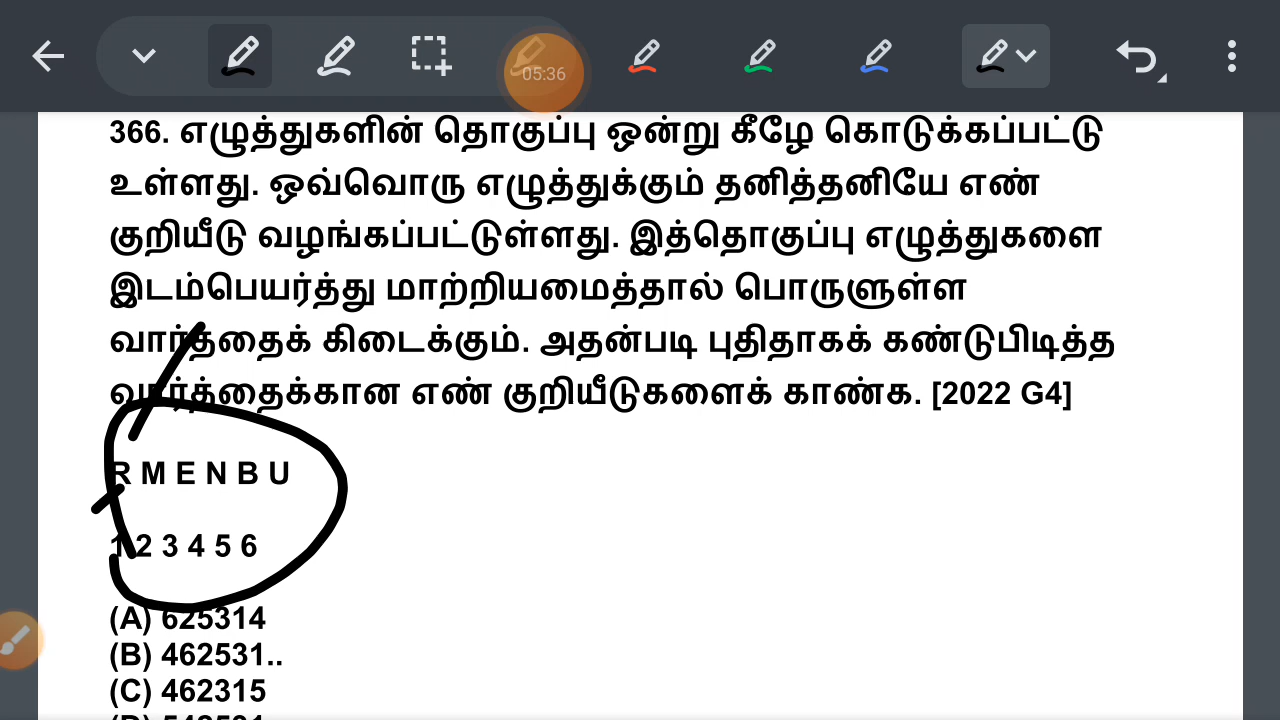 05:36
366. எழுத்துகளின் தொகுப்பு ஒன்று கீழே கொடுக்கப்பட்டு
உள்ளது. ஒவ்வொரு எழுத்துக்கும் தனித்தனியே எண்
குறியீடு வழங்கப்பட்டுள்ளது. இத்தொகுப்பு எழுத்துகளை
இடம்பெயர்த்து மாற்றியமைத்தால் பொருளுள்ள
வார்த்தைக் கிடைக்கும். அதன்படி புதிதாகக் கண்டுபிடித்த
வார்த்தைக்கான எண் குறியீடுகளைக் காண்க. [2022 G4]
R M E N B U
1 2 3 4 5 6
(A) 625314
(B) 462531..
(C) 462315